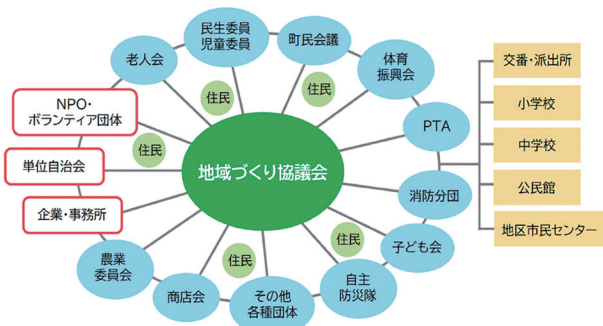 民生委員
児童委員
町民会議
老人会
体育
振興会
住民
住民
NPO・
ボランティア団体
住民
PTA
単位自治会
地域づくり協議会
企業・事務所
消防分団
住民
住民
子ども会
農業
委員会
商店会
その他
各種団体
自主
防災隊
交番・派出所
小学校
中学校
公民館
地区市民センター